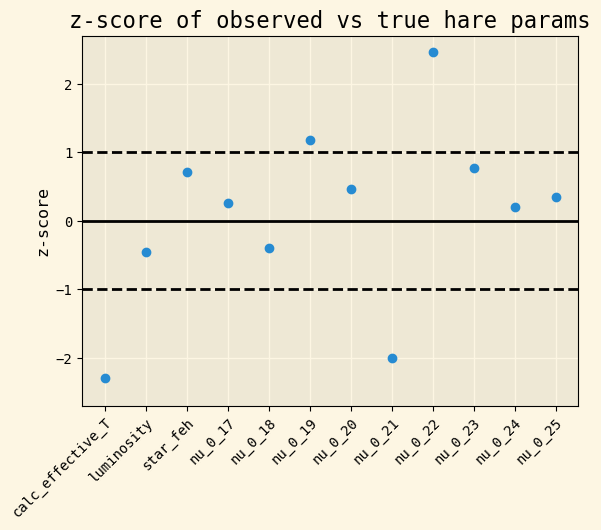 z-score of observed vs true hare params
z-score
2
1
0
−1
−2
calc_effective_T
luminosity
star_feh
nu_0_17
nu_0_18
nu_0_19
nu_0_20
nu_0_21
nu_0_22
nu_0_23
nu_0_24
nu_0_25